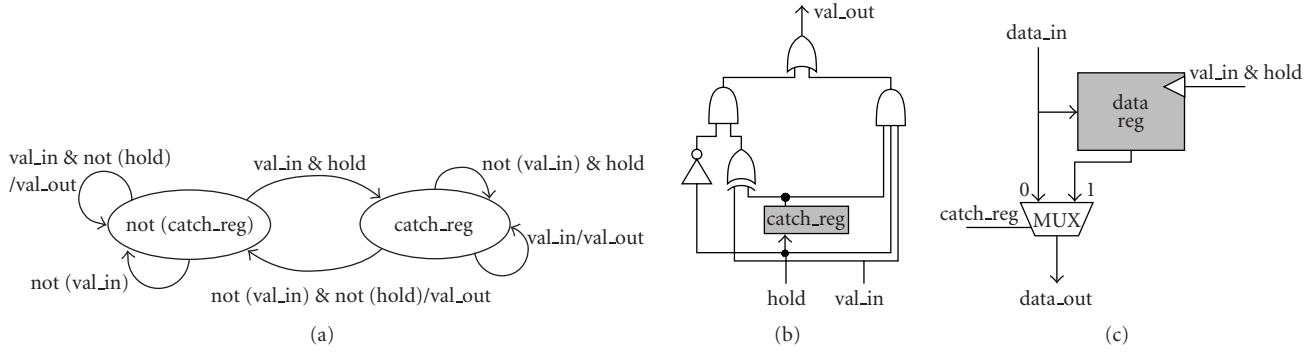 val_in & not (hold)
/val_out
val_in & hold
not (val_in) & hold
not (catch_reg)
catch_reg
val_in/val_out
not (val_in)
not (val_in) & not (hold)/val_out
(a)
val_out
catch_reg
hold
val_in
(b)
data_in
val_in & hold
data
reg
0
1
catch_reg
MUX
data_out
(c)